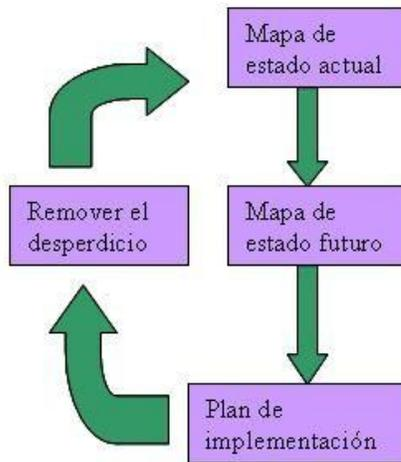 Mapa de
estado actual
Remover el
desperdicio
Mapa de
estado futuro
Plan de
implementación